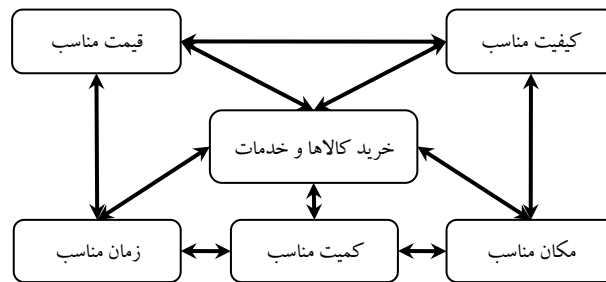 کیفیت مناسب
قیمت مناسب
خرید کالاها و خدمات
مکان مناسب
کمیت مناسب
زمان مناسب